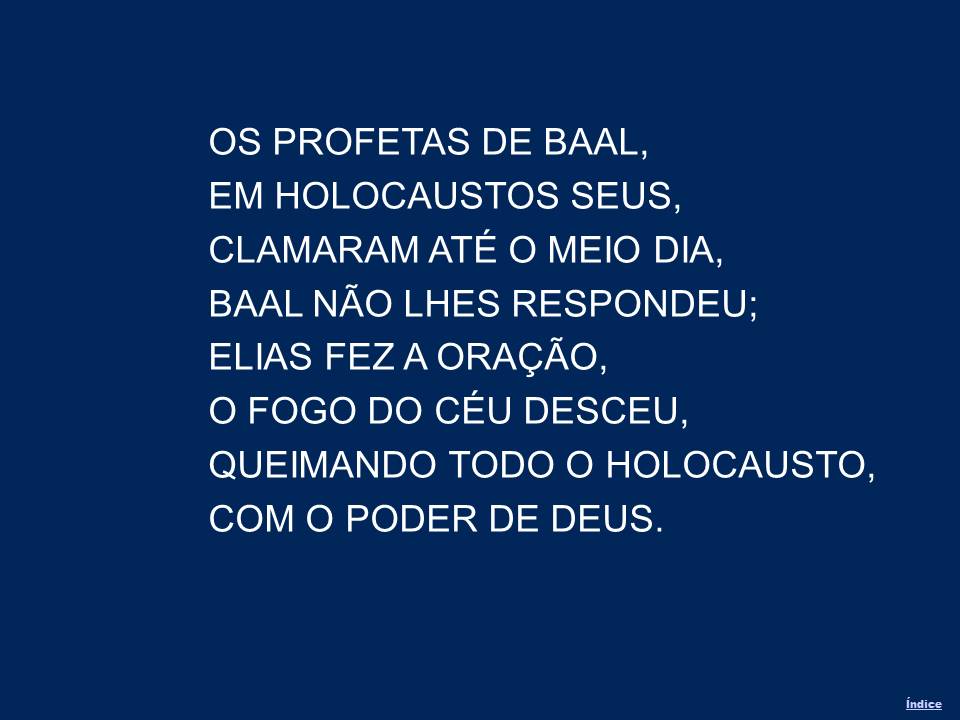 OS PROFETAS DE BAAL,
EM HOLOCAUSTOS SEUS,
CLAMARAM ATÉ O MEIO DIA,
BAAL NÃO LHES RESPONDEU;
ELIAS FEZ A ORAÇÃO,
O FOGO DO CÉU DESCEU,
QUEIMANDO TODO O HOLOCAUSTO,
COM O PODER DE DEUS.
Índice